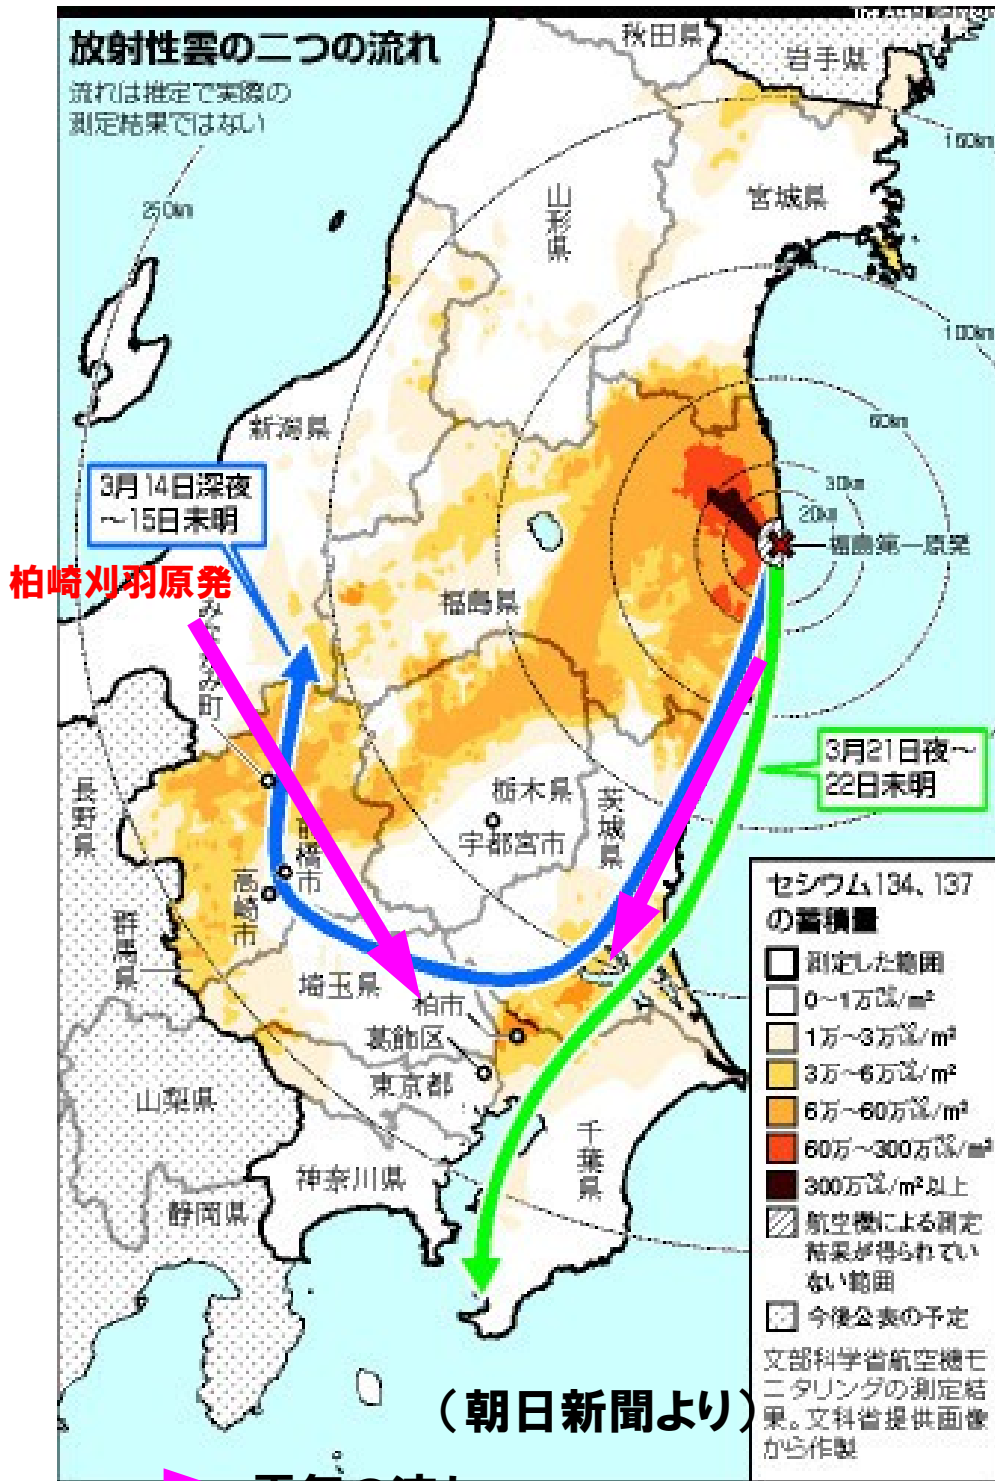 放射性雲の二つの流れ
流れは推定で実際の
測定結果ではない
秋田県
岩手県
160km
250km
山形県
宮城県
100km
新潟県
60km
3月14日深夜
～15日未明
30km
20km
福島第一原発
柏崎刈羽原発
福島県
3月21日夜～
22日未明
長野県
栃木県
茨城県
宇都宮市
前橋市
高崎市
群馬県
埼玉県
柏市
葛飾区
東京都
山梨県
千葉県
神奈川県
静岡県
セシウム134、137
の蓄積量
測定した範囲
0～1万ベクレル/m²
1万～3万ベクレル/m²
3万～6万ベクレル/m²
6万～60万ベクレル/m²
60万～300万ベクレル/m²
300万ベクレル/m²以上
航空機による測定
結果が得られてい
ない範囲
今後公表の予定
文部科学省航空機モ
ニタリングの測定結
果。文科省提供画像
から作製
（朝日新聞より）